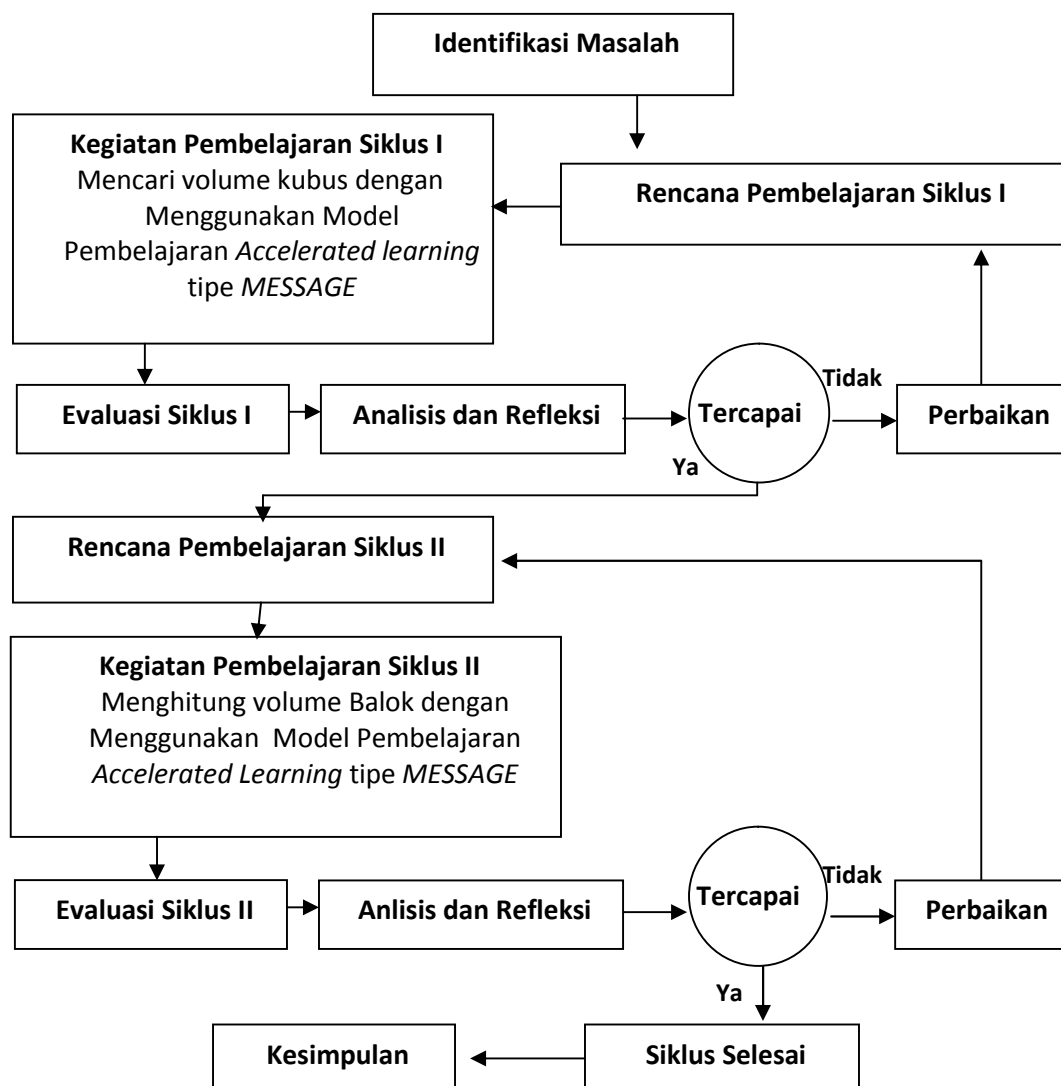 Identifikasi Masalah
Rencana Pembelajaran Siklus I
Kegiatan Pembelajaran Siklus I
Mencari volume kubus dengan
Menggunakan Model
Pembelajaran Accelerated learning
tipe MESSAGE
Evaluasi Siklus I
Analisis dan Refleksi
Tercapai
Tidak
Perbaikan
Ya
Rencana Pembelajaran Siklus II
Kegiatan Pembelajaran Siklus II
Menghitung volume Balok dengan
Menggunakan Model Pembelajaran
Accelerated Learning tipe MESSAGE
Evaluasi Siklus II
Anlisis dan Refleksi
Tercapai
Tidak
Perbaikan
Ya
Siklus Selesai
Kesimpulan